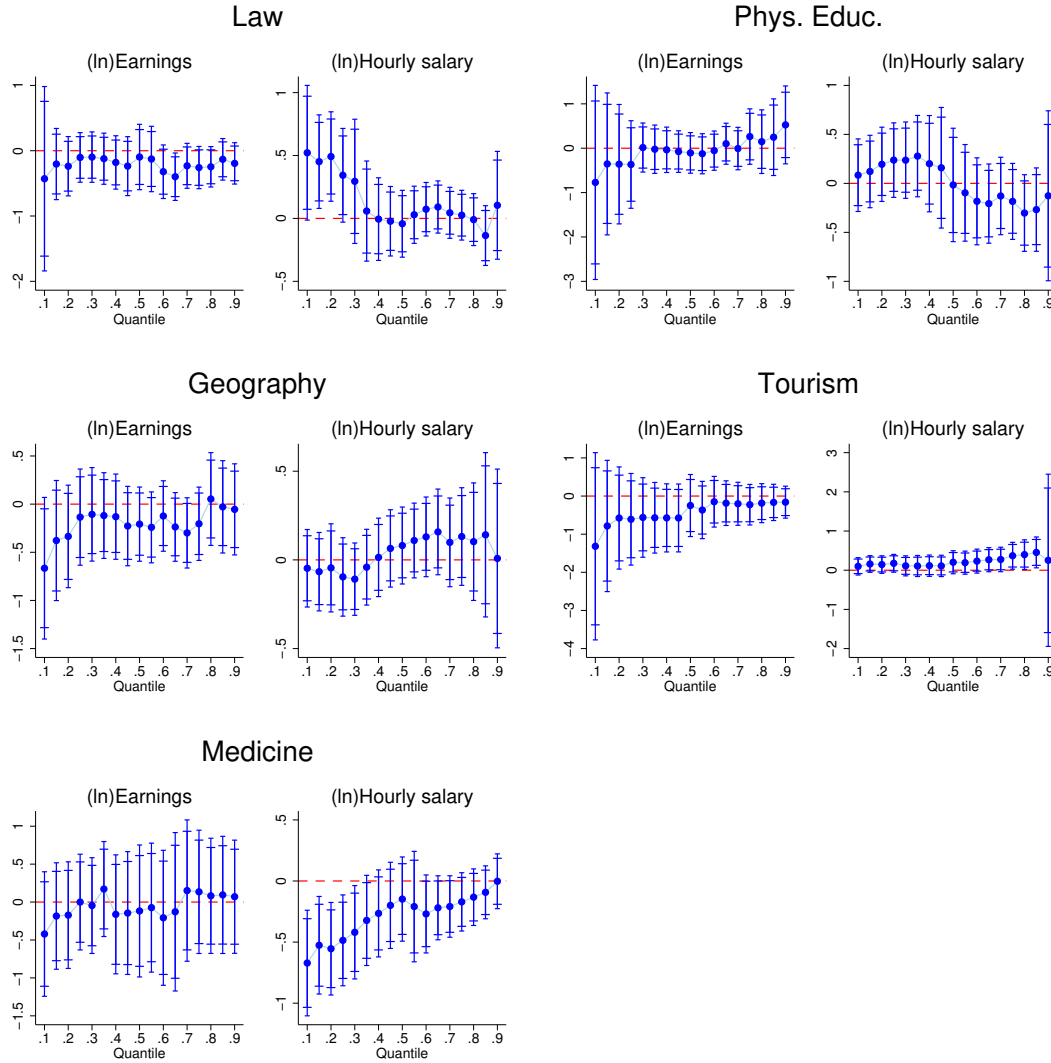 Law
(ln)Earnings
1
0
−1
−2
.1 .2 .3 .4 .5 .6 .7 .8 .9
Quantile
(ln)Hourly salary
1
.5
0
−.5
.1 .2 .3 .4 .5 .6 .7 .8 .9
Quantile
Phys. Educ.
(ln)Earnings
1
0
−1
−2
−3
.1 .2 .3 .4 .5 .6 .7 .8 .9
Quantile
(ln)Hourly salary
1
.5
0
−.5
−1
.1 .2 .3 .4 .5 .6 .7 .8 .9
Quantile
Geography
(ln)Earnings
.5
0
−.5
−1
−1.5
.1 .2 .3 .4 .5 .6 .7 .8 .9
Quantile
(ln)Hourly salary
.5
0
−.5
.1 .2 .3 .4 .5 .6 .7 .8 .9
Quantile
Tourism
(ln)Earnings
1
0
−1
−2
−3
−4
.1 .2 .3 .4 .5 .6 .7 .8 .9
Quantile
(ln)Hourly salary
3
2
1
0
−1
−2
.1 .2 .3 .4 .5 .6 .7 .8 .9
Quantile
Medicine
(ln)Earnings
1
.5
0
−.5
−1
−1.5
.1 .2 .3 .4 .5 .6 .7 .8 .9
Quantile
(ln)Hourly salary
.5
0
−.5
−1
.1 .2 .3 .4 .5 .6 .7 .8 .9
Quantile